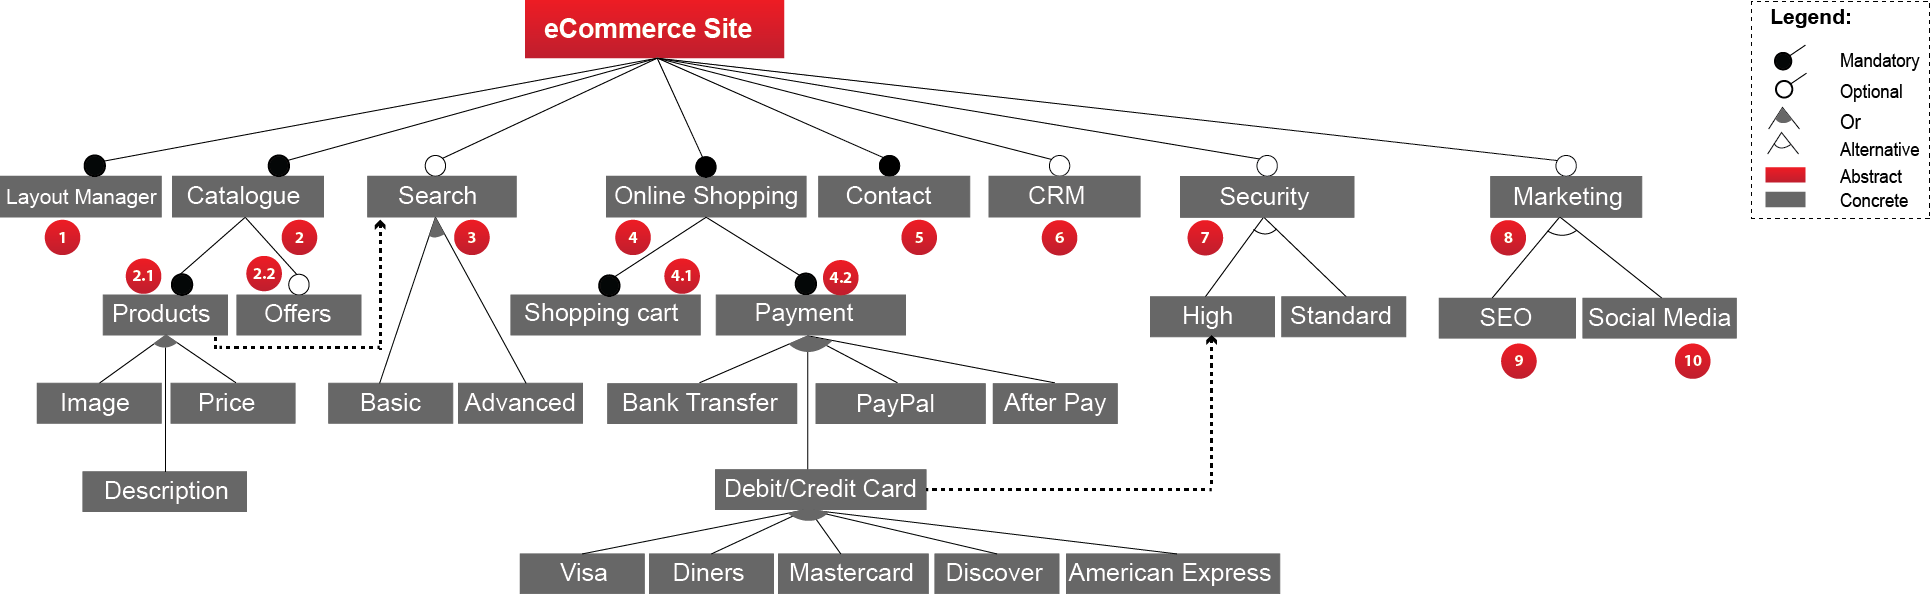 eCommerce Site
Legend:
Mandatory
Optional
Or
Alternative
Abstract
Concrete
Layout Manager
Catalogue
Search
Online Shopping
Contact
CRM
Security
Marketing
1
2
3
4
5
6
7
8
2.1
2.2
4.1
4.2
Products
Offers
Shopping cart
Payment
High
Standard
SEO
Social Media
9
10
Image
Price
Basic
Advanced
Bank Transfer
PayPal
After Pay
Description
Debit/Credit Card
Visa
Diners
Mastercard
Discover
American Express